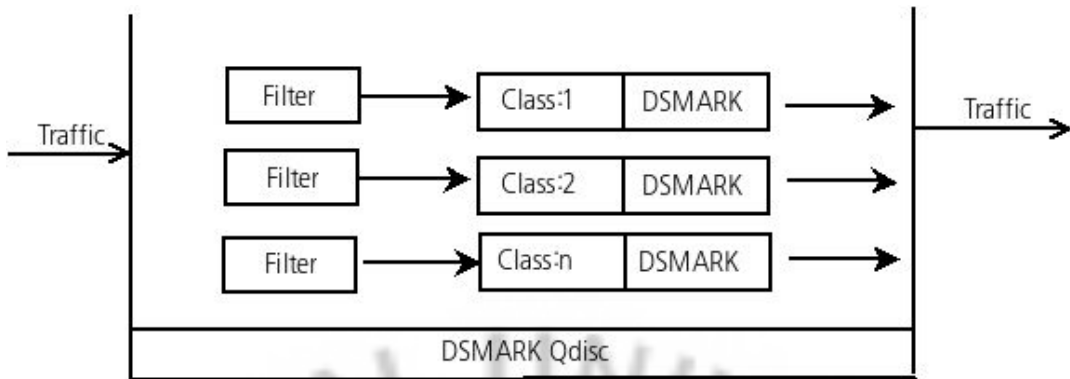 Traffic
Filter
Class:1
DSMARK
Filter
Class:2
DSMARK
Filter
Class:n
DSMARK
Traffic
DSMARK Qdisc